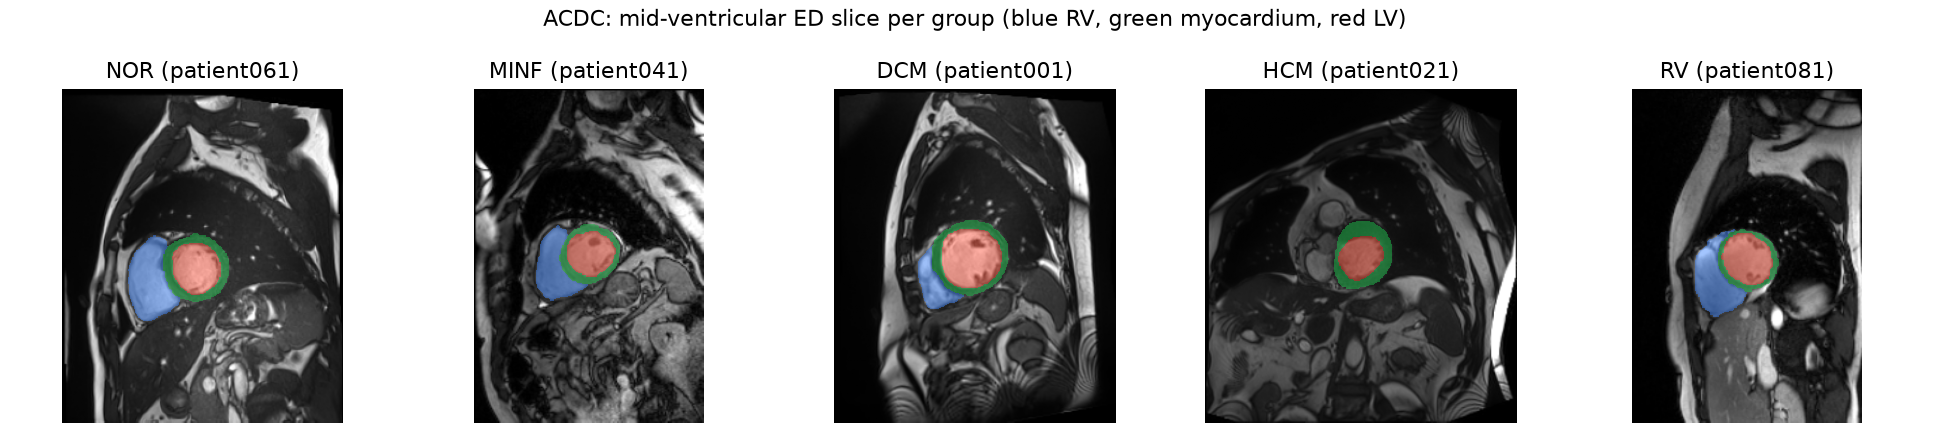 ACDC: mid-ventricular ED slice per group (blue RV, green myocardium, red LV)
NOR (patient061)
MINF (patient041)
DCM (patient001)
HCM (patient021)
RV (patient081)